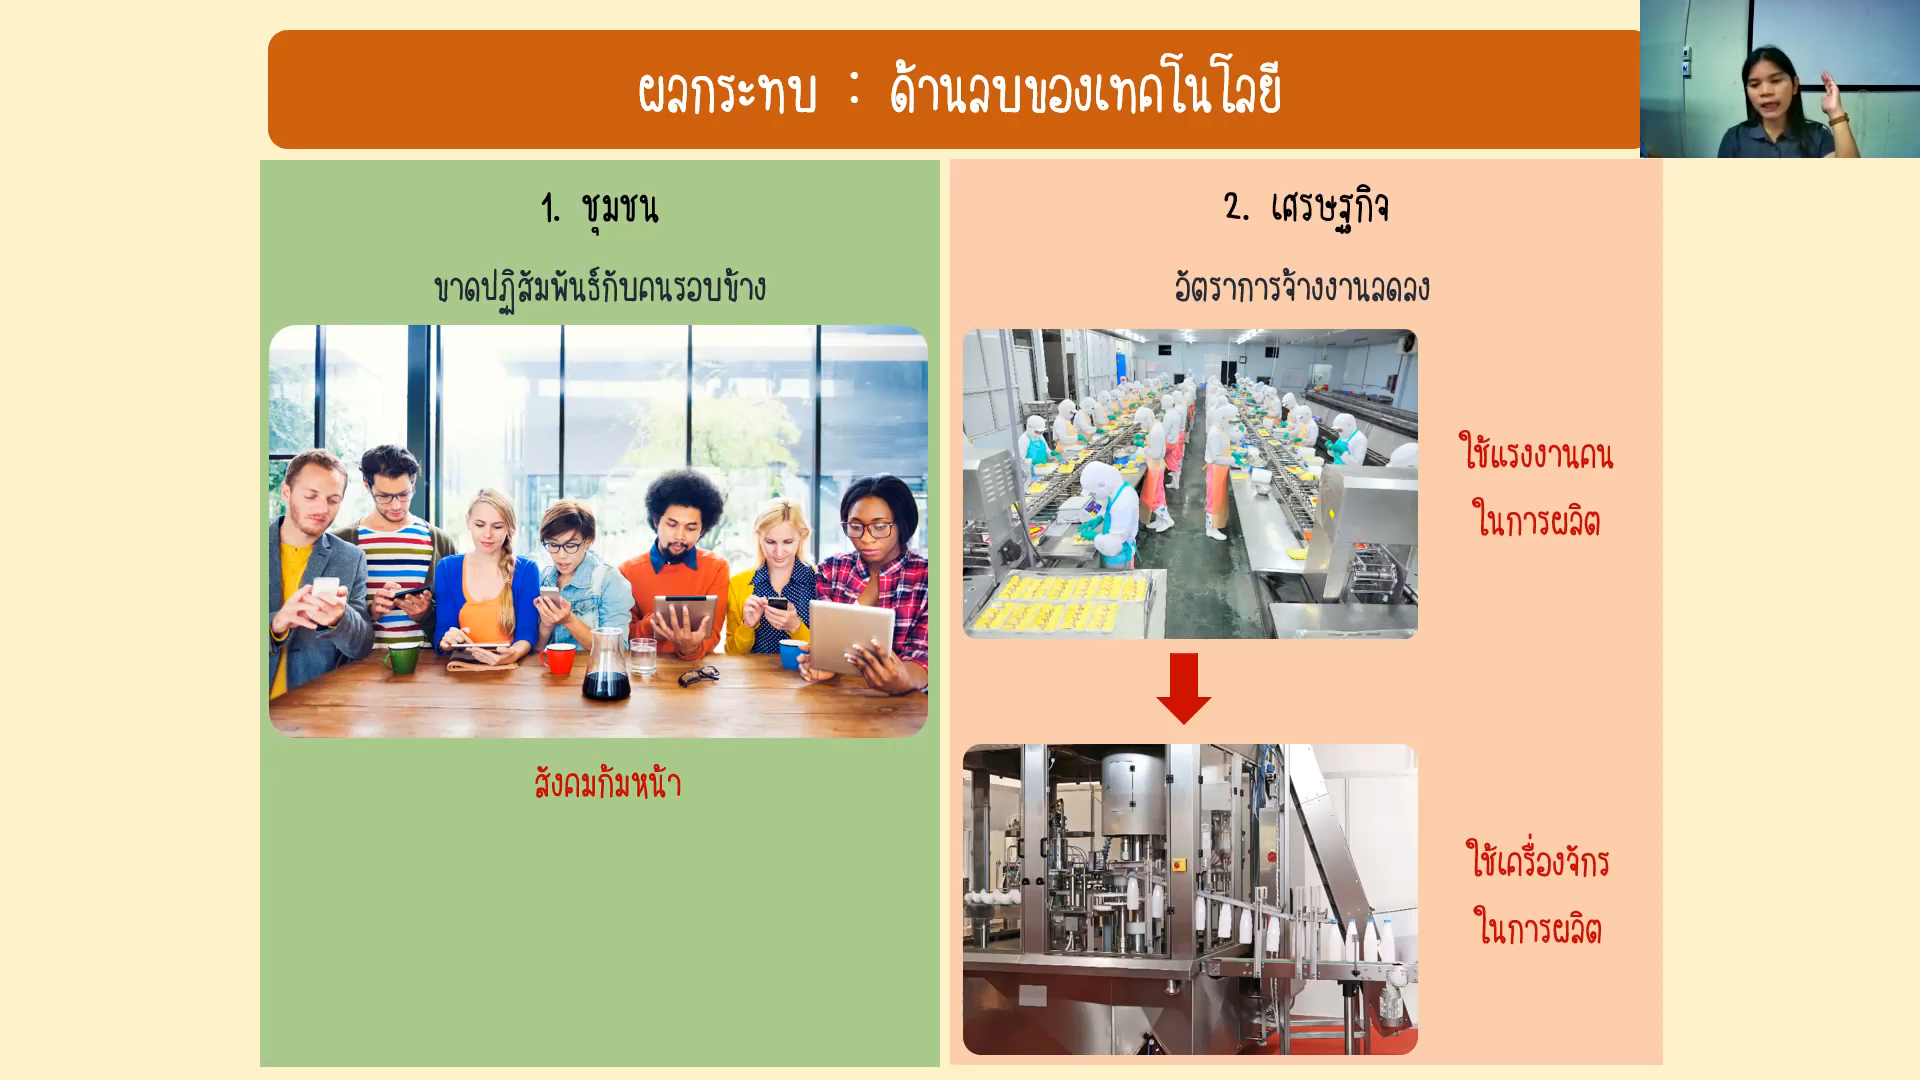 ผลกระทบ : ด้านลบของเทคโนโลยี
1. ชุมชน
ขาดปฏิสัมพันธ์กับคนรอบข้าง
สังคมก้มหน้า
2. เศรษฐกิจ
อัตราการจ้างงานลดลง
ใช้แรงงานคน
ในการผลิต
ใช้เครื่องจักร
ในการผลิต